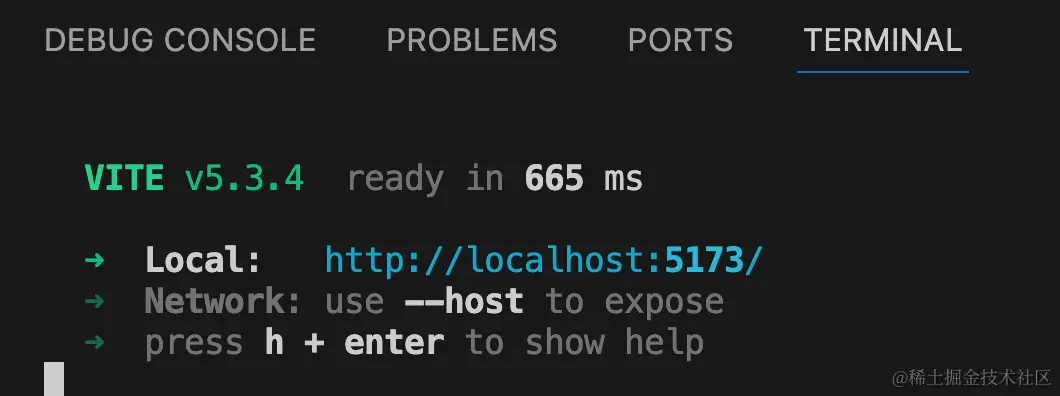 DEBUG CONSOLE PROBLEMS PORTS TERMINAL
VITE v5.3.4 ready in 665 ms
➜ Local: http://localhost:5173/
➜ Network: use --host to expose
➜ press h + enter to show help
@稀土掘金技术社区